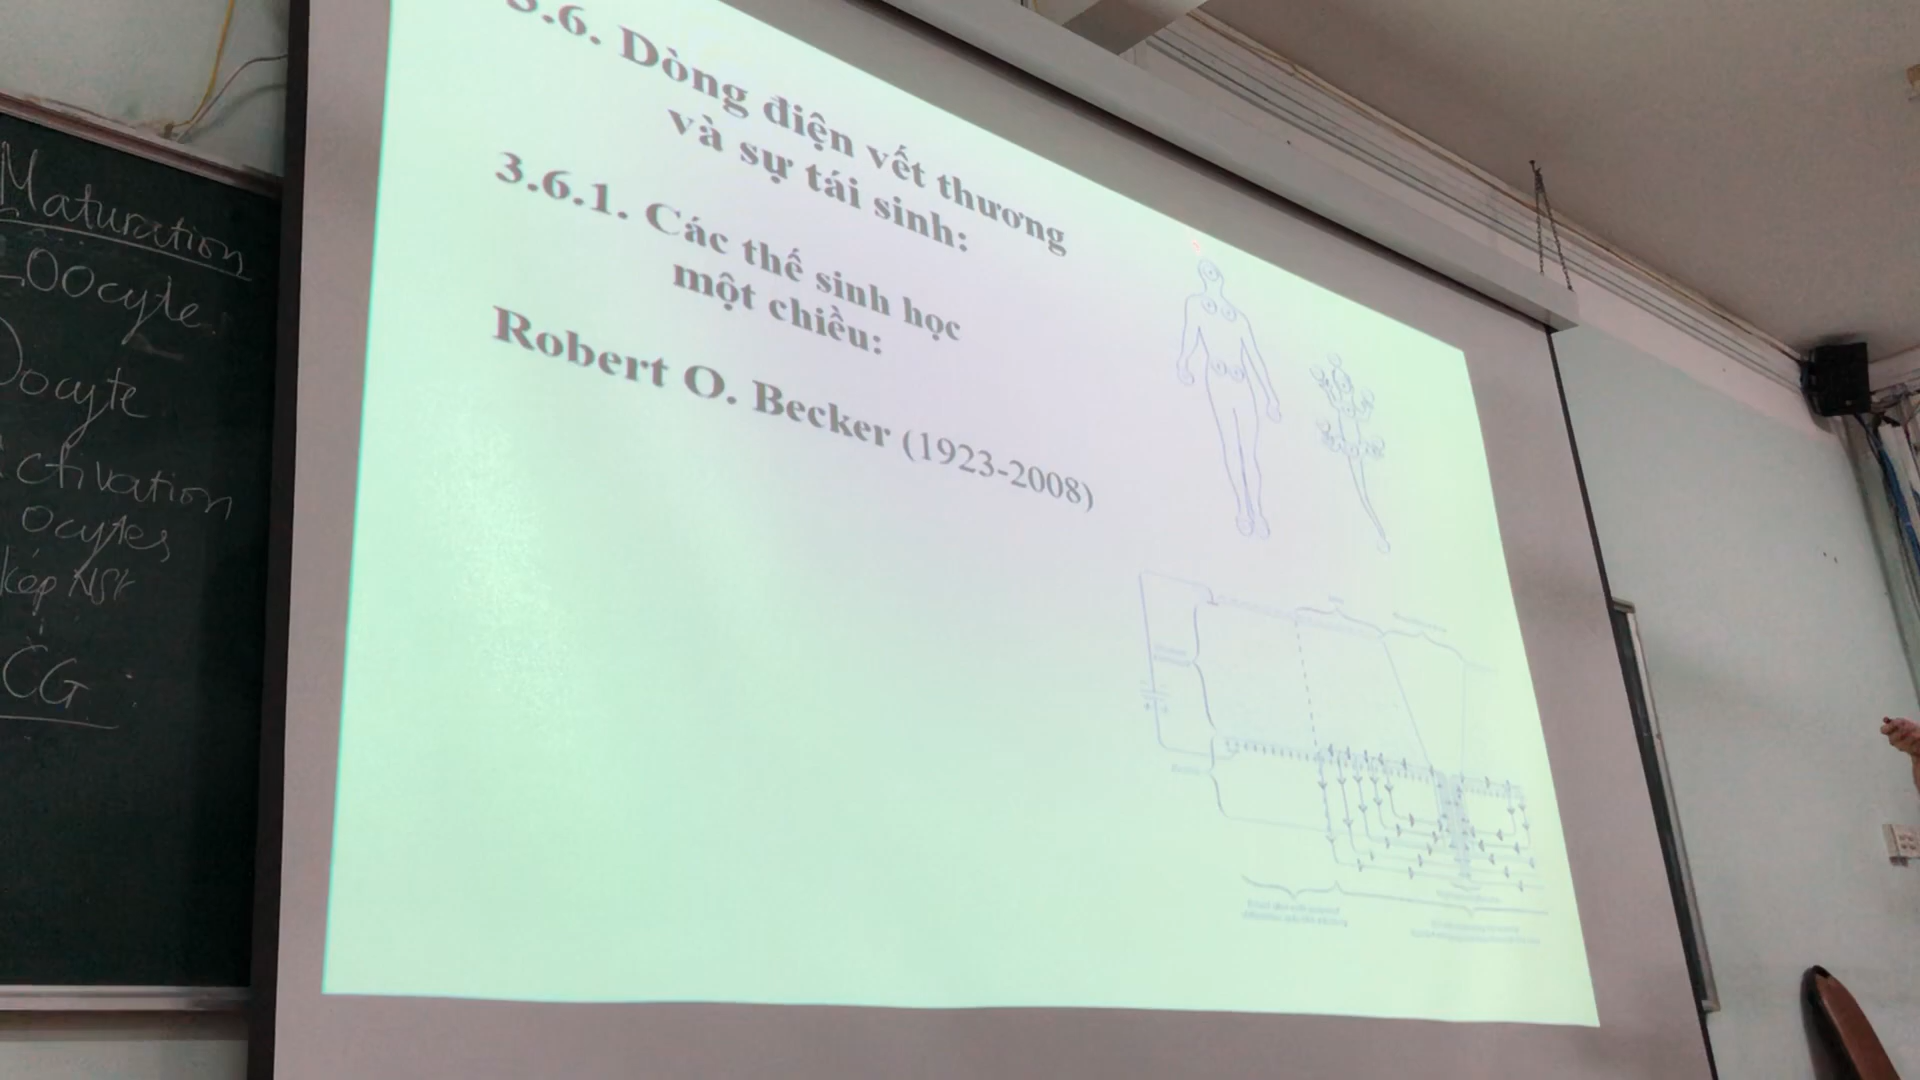 Maturation
Oocyte
Oocyte
ctivation
ocytes
kép NST
CG
3.6. Dòng điện vết thương
và sự tái sinh:
3.6.1. Các thế sinh học
một chiều:
Robert O. Becker (1923-2008)